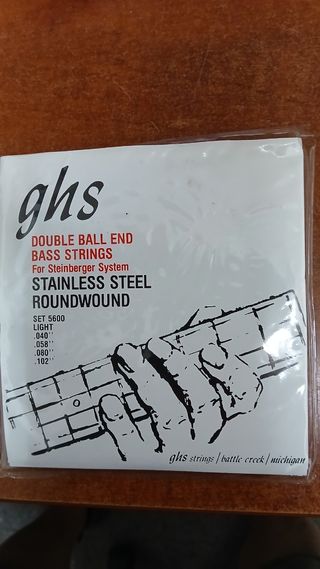 ghs
DOUBLE BALL END
BASS STRINGS
For Steinberger System
STAINLESS STEEL
ROUNDWOUND
SET 5600
LIGHT
.040''
.058''
.080''
.102''
ghs strings / battle creek / michigan